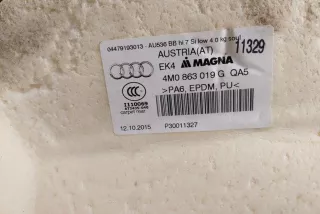 04479193013 - AU536 BB hi 7 Si low 4.0 kg soul
AUSTRIA(AT) 11329
EK4 MAGNA
4M0 863 019 G QA5
>PA6, EPDM, PU<
1110069
12.10.2015 P30011327